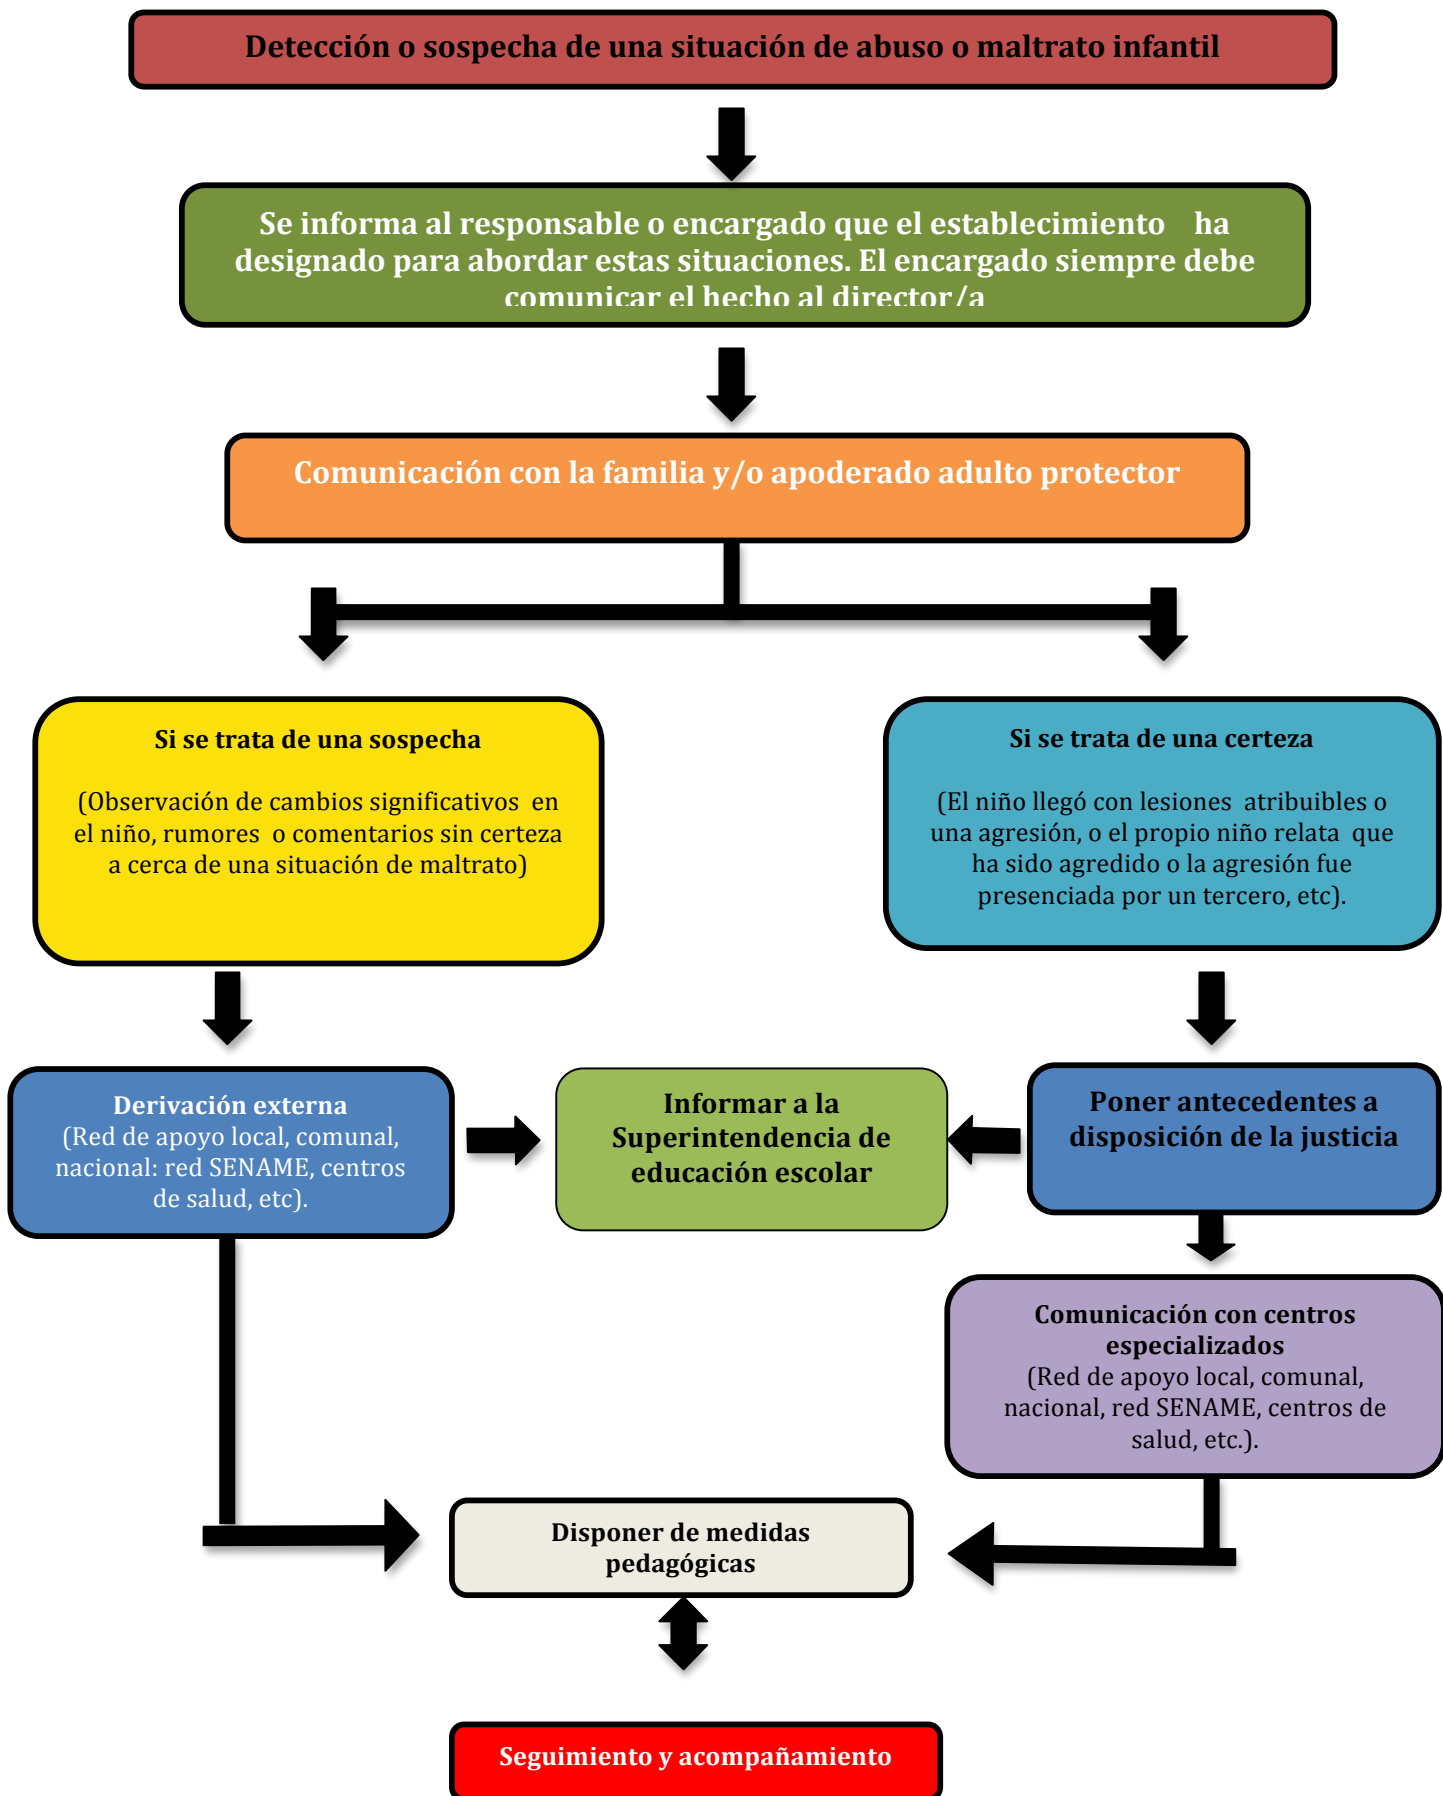 Detección o sospecha de una situación de abuso o maltrato infantil
Se informa al responsable o encargado que el establecimiento ha
designado para abordar estas situaciones. El encargado siempre debe
comunicar el hecho al director/a
Comunicación con la familia y/o apoderado adulto protector
Si se trata de una sospecha
(Observación de cambios significativos en
el niño, rumores o comentarios sin certeza
a cerca de una situación de maltrato)
Si se trata de una certeza
(El niño llegó con lesiones atribuibles o
una agresión, o el propio niño relata que
ha sido agredido o la agresión fue
presenciada por un tercero, etc).
Derivación externa
(Red de apoyo local, comunal,
nacional: red SENAME, centros
de salud, etc).
Informar a la
Superintendencia de
educación escolar
Poner antecedentes a
disposición de la justicia
Comunicación con centros
especializados
(Red de apoyo local, comunal,
nacional, red SENAME, centros de
salud, etc.).
Disponer de medidas
pedagógicas
Seguimiento y acompañamiento